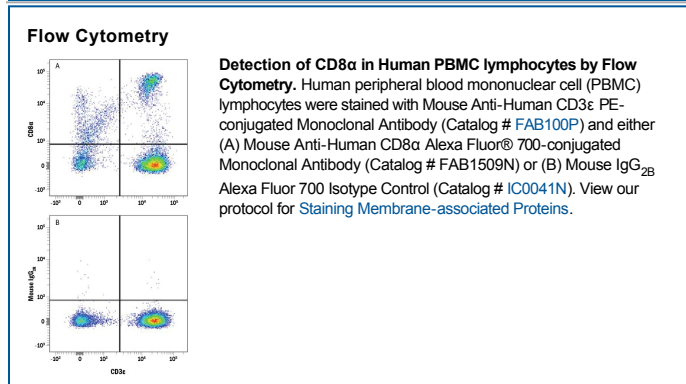 Flow Cytometry
Detection of CD8α in Human PBMC lymphocytes by Flow
Cytometry. Human peripheral blood mononuclear cell (PBMC)
lymphocytes were stained with Mouse Anti-Human CD3ε PE-
conjugated Monoclonal Antibody (Catalog # FAB100P) and either
(A) Mouse Anti-Human CD8α Alexa Fluor® 700-conjugated
Monoclonal Antibody (Catalog # FAB1509N) or (B) Mouse IgG2B
Alexa Fluor 700 Isotype Control (Catalog # IC0041N). View our
protocol for Staining Membrane-associated Proteins.
A
CD8α
B
Mouse IgG2B
CD3ε